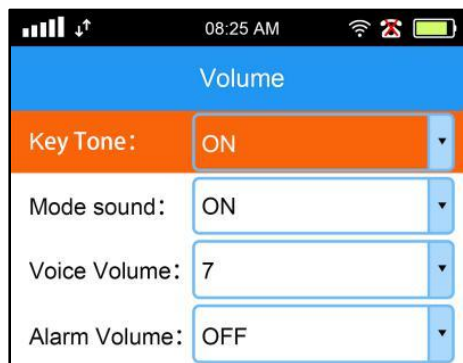 08:25 AM
Volume
Key Tone: ON
Mode sound: ON
Voice Volume: 7
Alarm Volume: OFF